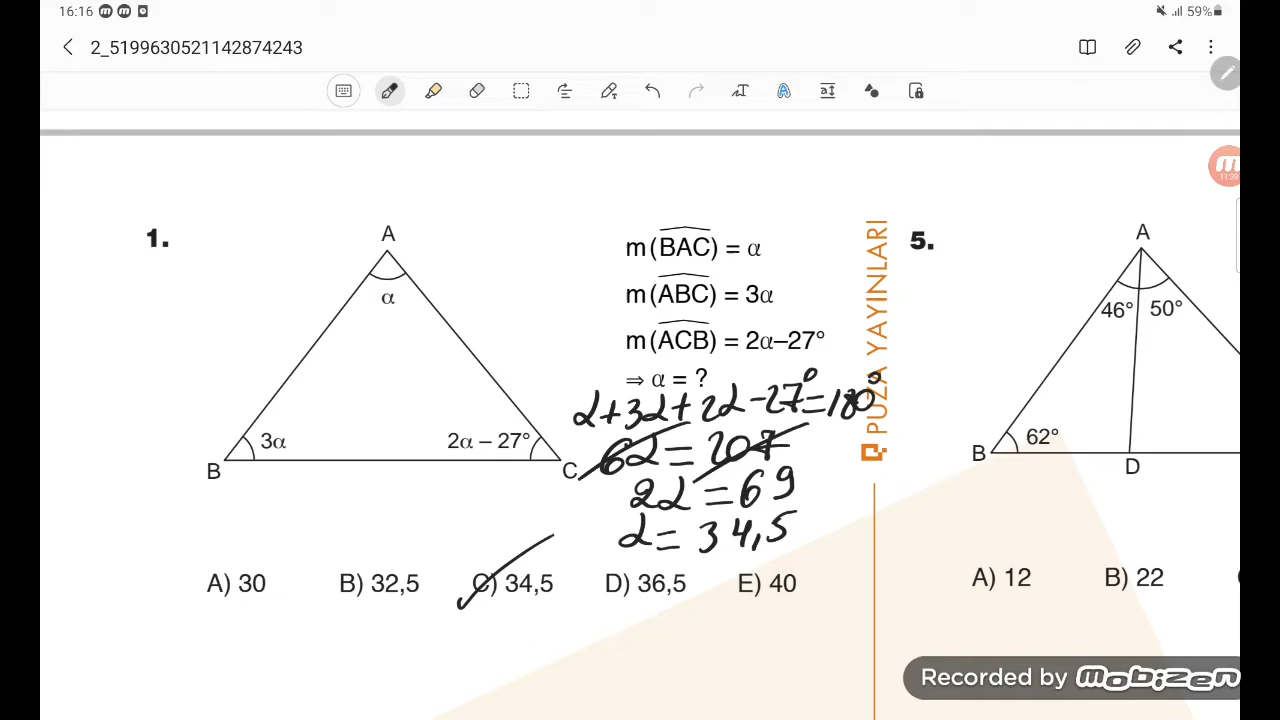 16:16
59%
2_5199630521142874243
11:39
1.
A
α
3α
2α – 27°
B
C
m(BAC) = α
m(ABC) = 3α
m(ACB) = 2α–27°
⇒ α = ?
α+3α+2α-27°=180°
6α=207
2α=69
α=34,5
A) 30 B) 32,5 C) 34,5 D) 36,5 E) 40
PUZA YAYINLARI
5.
A
46° 50°
62°
B
D
A) 12 B) 22
Recorded by mobizen